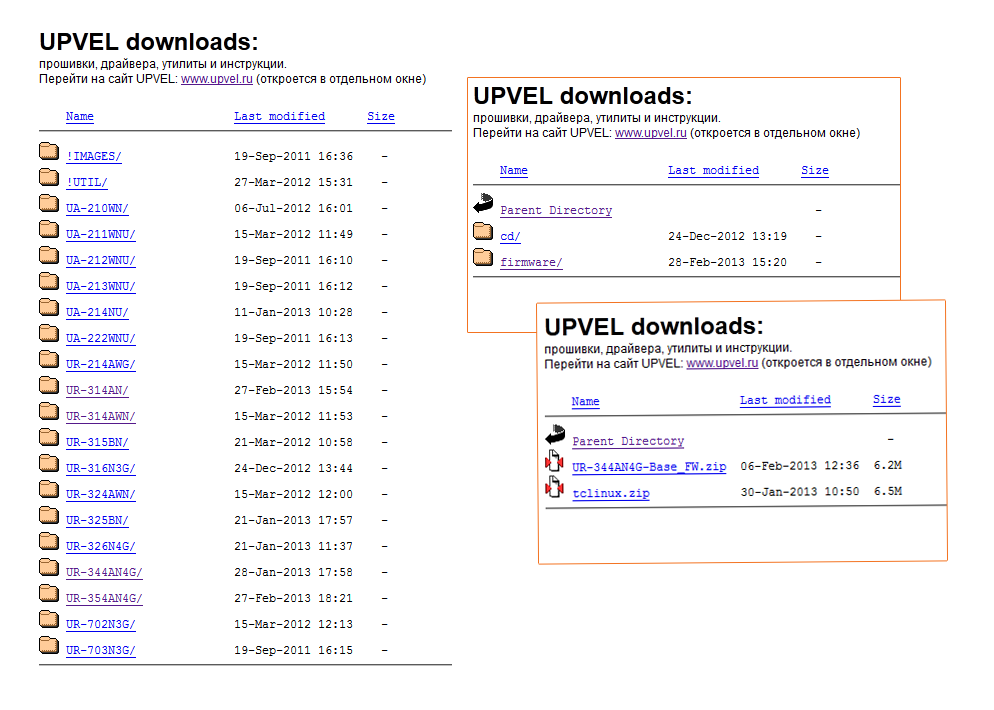 UPVEL downloads:
прошивки, драйвера, утилиты и инструкции.
Перейти на сайт UPVEL: www.upvel.ru (откроется в отдельном окне)
Name Last modified Size
!IMAGES/ 19-Sep-2011 16:36 -
!UTIL/ 27-Mar-2012 15:31 -
UA-210WN/ 06-Jul-2012 16:01 -
UA-211WNU/ 15-Mar-2012 11:49 -
UA-212WNU/ 19-Sep-2011 16:10 -
UA-213WNU/ 19-Sep-2011 16:12 -
UA-214NU/ 11-Jan-2013 10:28 -
UA-222WNU/ 19-Sep-2011 16:13 -
UR-214AWG/ 15-Mar-2012 11:50 -
UR-314AN/ 27-Feb-2013 15:54 -
UR-314AWN/ 15-Mar-2012 11:53 -
UR-315BN/ 21-Mar-2012 10:58 -
UR-316N3G/ 24-Dec-2012 13:44 -
UR-324AWN/ 15-Mar-2012 12:00 -
UR-325BN/ 21-Jan-2013 17:57 -
UR-326N4G/ 21-Jan-2013 11:37 -
UR-344AN4G/ 28-Jan-2013 17:58 -
UR-354AN4G/ 27-Feb-2013 18:21 -
UR-702N3G/ 15-Mar-2012 12:13 -
UR-703N3G/ 19-Sep-2011 16:15 -
UPVEL downloads:
прошивки, драйвера, утилиты и инструкции.
Перейти на сайт UPVEL: www.upvel.ru (откроется в отдельном окне)
Name Last modified Size
Parent Directory -
cd/ 24-Dec-2012 13:19 -
firmware/ 28-Feb-2013 15:20 -
UPVEL downloads:
прошивки, драйвера, утилиты и инструкции.
Перейти на сайт UPVEL: www.upvel.ru (откроется в отдельном окне)
Name Last modified Size
Parent Directory -
UR-344AN4G-Base_FW.zip 06-Feb-2013 12:36 6.2M
tclinux.zip 30-Jan-2013 10:50 6.5M